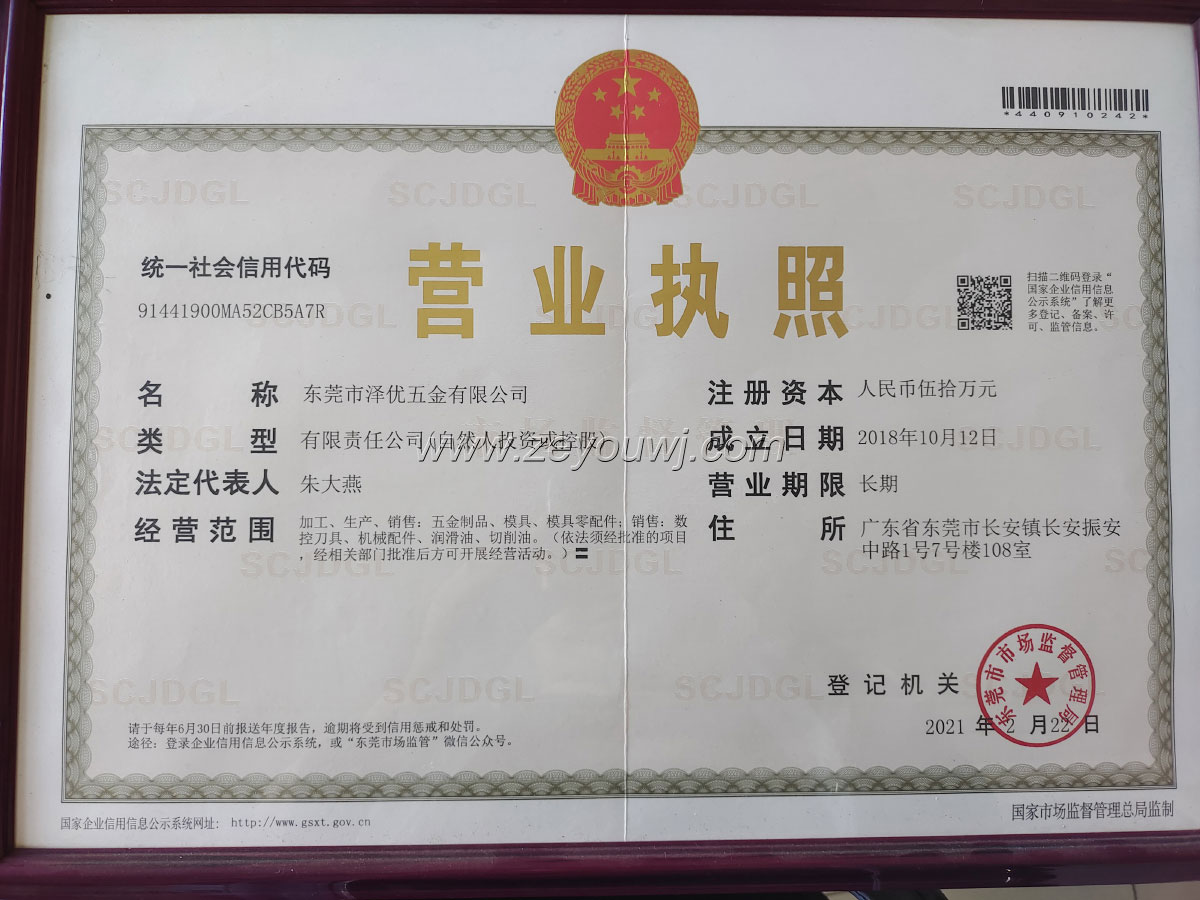 *440910242*
SCJDGL SCJDGL SCJDGL SCJDGL
营业执照
统一社会信用代码
91441900MA52CB5A7R
扫描二维码登录“
国家企业信用信息
公示系统”了解更
多登记、备案、许
可、监管信息。
名称 东莞市泽优五金有限公司
类型 有限责任公司(自然人投资或控股)
法定代表人 朱大燕
经营范围 加工、生产、销售：五金制品、模具、模具零配件；销售：数
控刀具、机械配件、润滑油、切削油。（依法须经批准的项目
，经相关部门批准后方可开展经营活动。）〓
注册资本 人民币伍拾万元
成立日期 2018年10月12日
营业期限 长期
住所 广东省东莞市长安镇长安振安
中路1号7号楼108室
www.zeyouwj.com
SCJDGL SCJDGL SCJDGL
SCJDGL SCJDGL SCJDGL SCJDGL
登记机关
东莞市市场监督管理局
2021 年 2 月 22 日
请于每年6月30日前报送年度报告，逾期将受到信用惩戒和处罚。
途径：登录企业信用信息公示系统，或“东莞市场监管”微信公众号。
国家企业信用信息公示系统网址： http://www.gsxt.gov.cn
国家市场监督管理总局监制